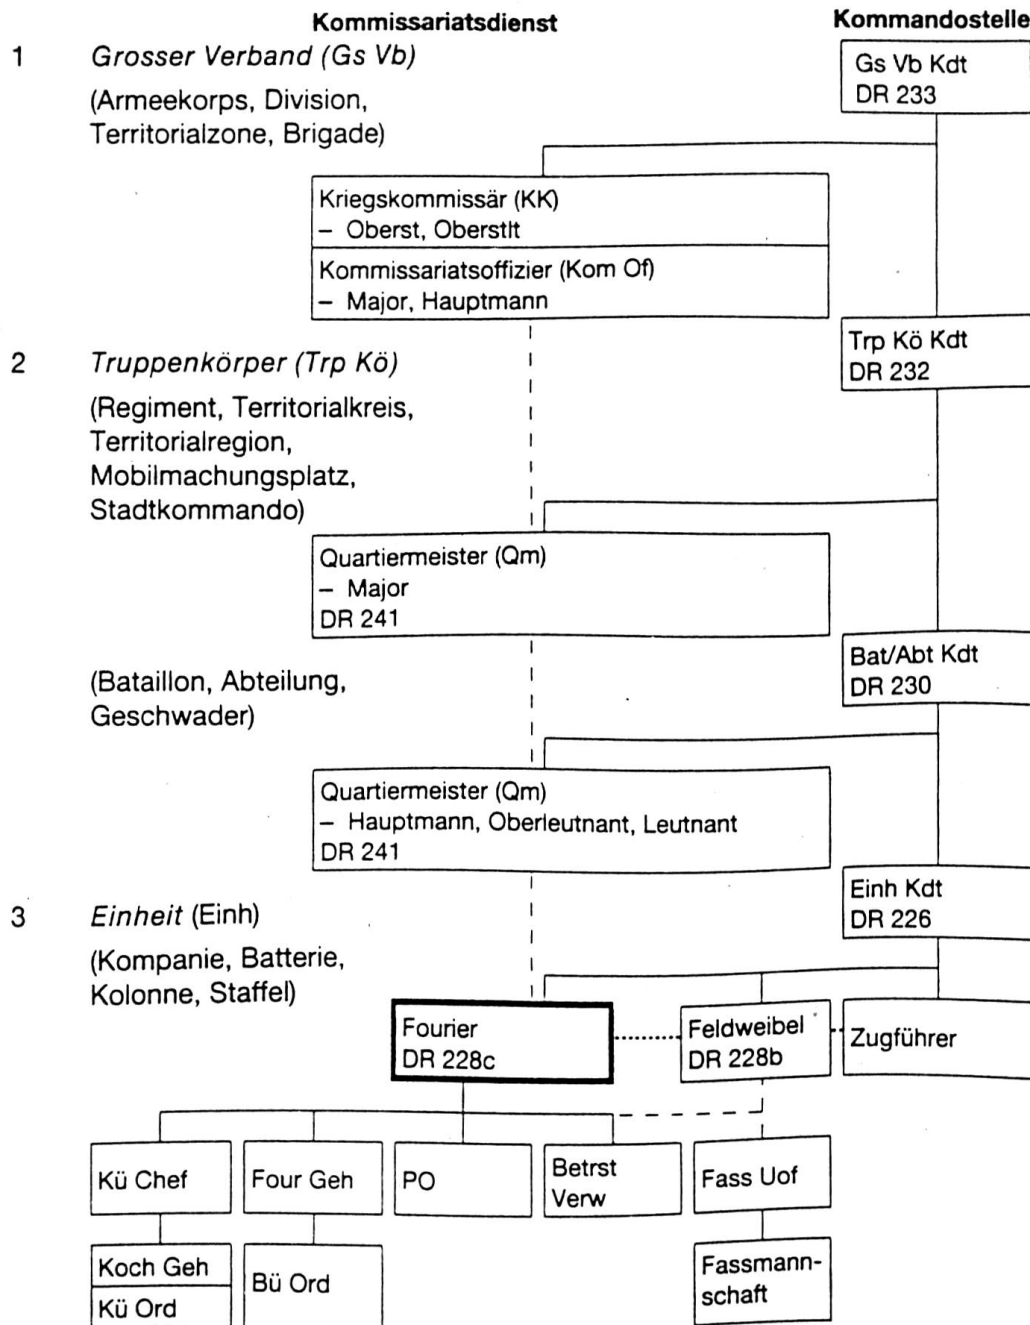 Kommissariatsdienst
Kommandostelle
1 Grosser Verband (Gs Vb)
(Armeekorps, Division,
Territorialzone, Brigade)
Gs Vb Kdt
DR 233
Kriegskommissär (KK)
– Oberst, Oberstlt
Kommissariatsoffizier (Kom Of)
– Major, Hauptmann
Trp Kö Kdt
DR 232
2 Truppenkörper (Trp Kö)
(Regiment, Territorialkreis,
Territorialregion,
Mobilmachungsplatz,
Stadtkommando)
Quartiermeister (Qm)
– Major
DR 241
Bat/Abt Kdt
DR 230
(Bataillon, Abteilung,
Geschwader)
Quartiermeister (Qm)
– Hauptmann, Oberleutnant, Leutnant
DR 241
Einh Kdt
DR 226
3 Einheit (Einh)
(Kompanie, Batterie,
Kolonne, Staffel)
Fourier
DR 228c
Feldweibel
DR 228b
Zugführer
Kü Chef
Four Geh
PO
Betrst
Verw
Fass Uof
Koch Geh
Kü Ord
Bü Ord
Fassmann-
schaft